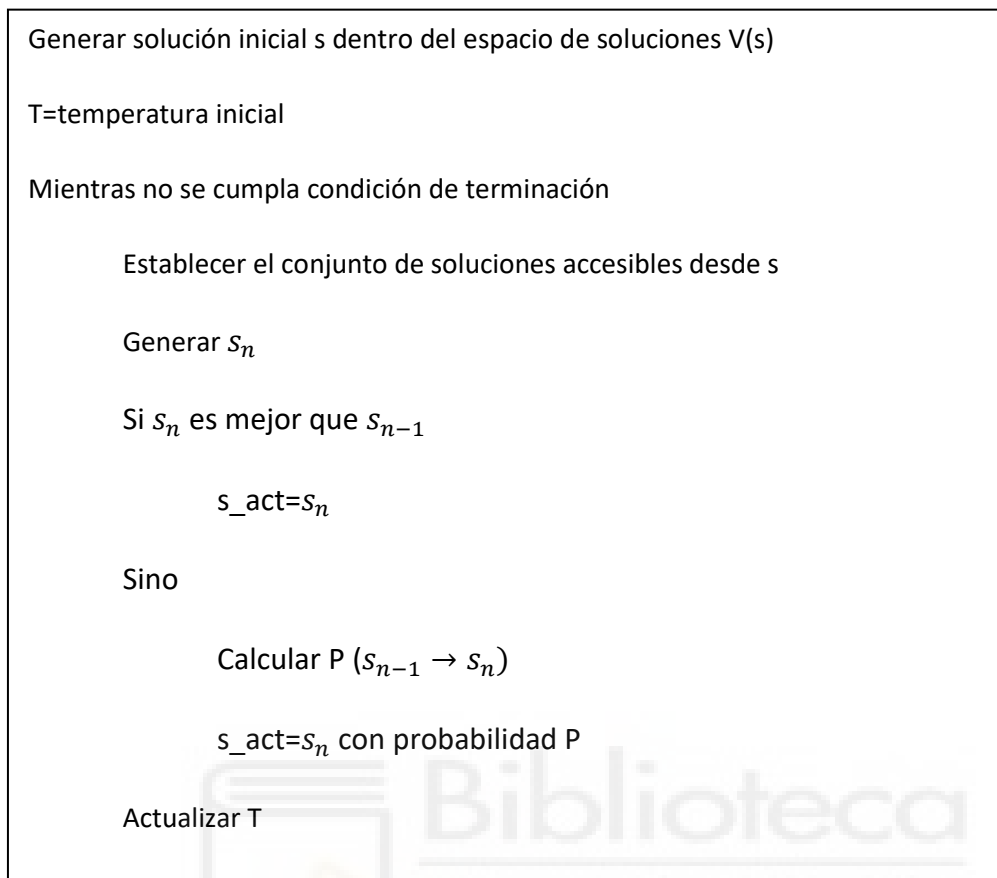 Generar solución inicial s dentro del espacio de soluciones V(s)
T=temperatura inicial
Mientras no se cumpla condición de terminación
Establecer el conjunto de soluciones accesibles desde s
Generar 𝑠ₙ
Si 𝑠ₙ es mejor que 𝑠ₙ₋₁
s_act=𝑠ₙ
Sino
Calcular P (𝑠ₙ₋₁ → 𝑠ₙ)
s_act=𝑠ₙ con probabilidad P
Actualizar T
Biblioteca